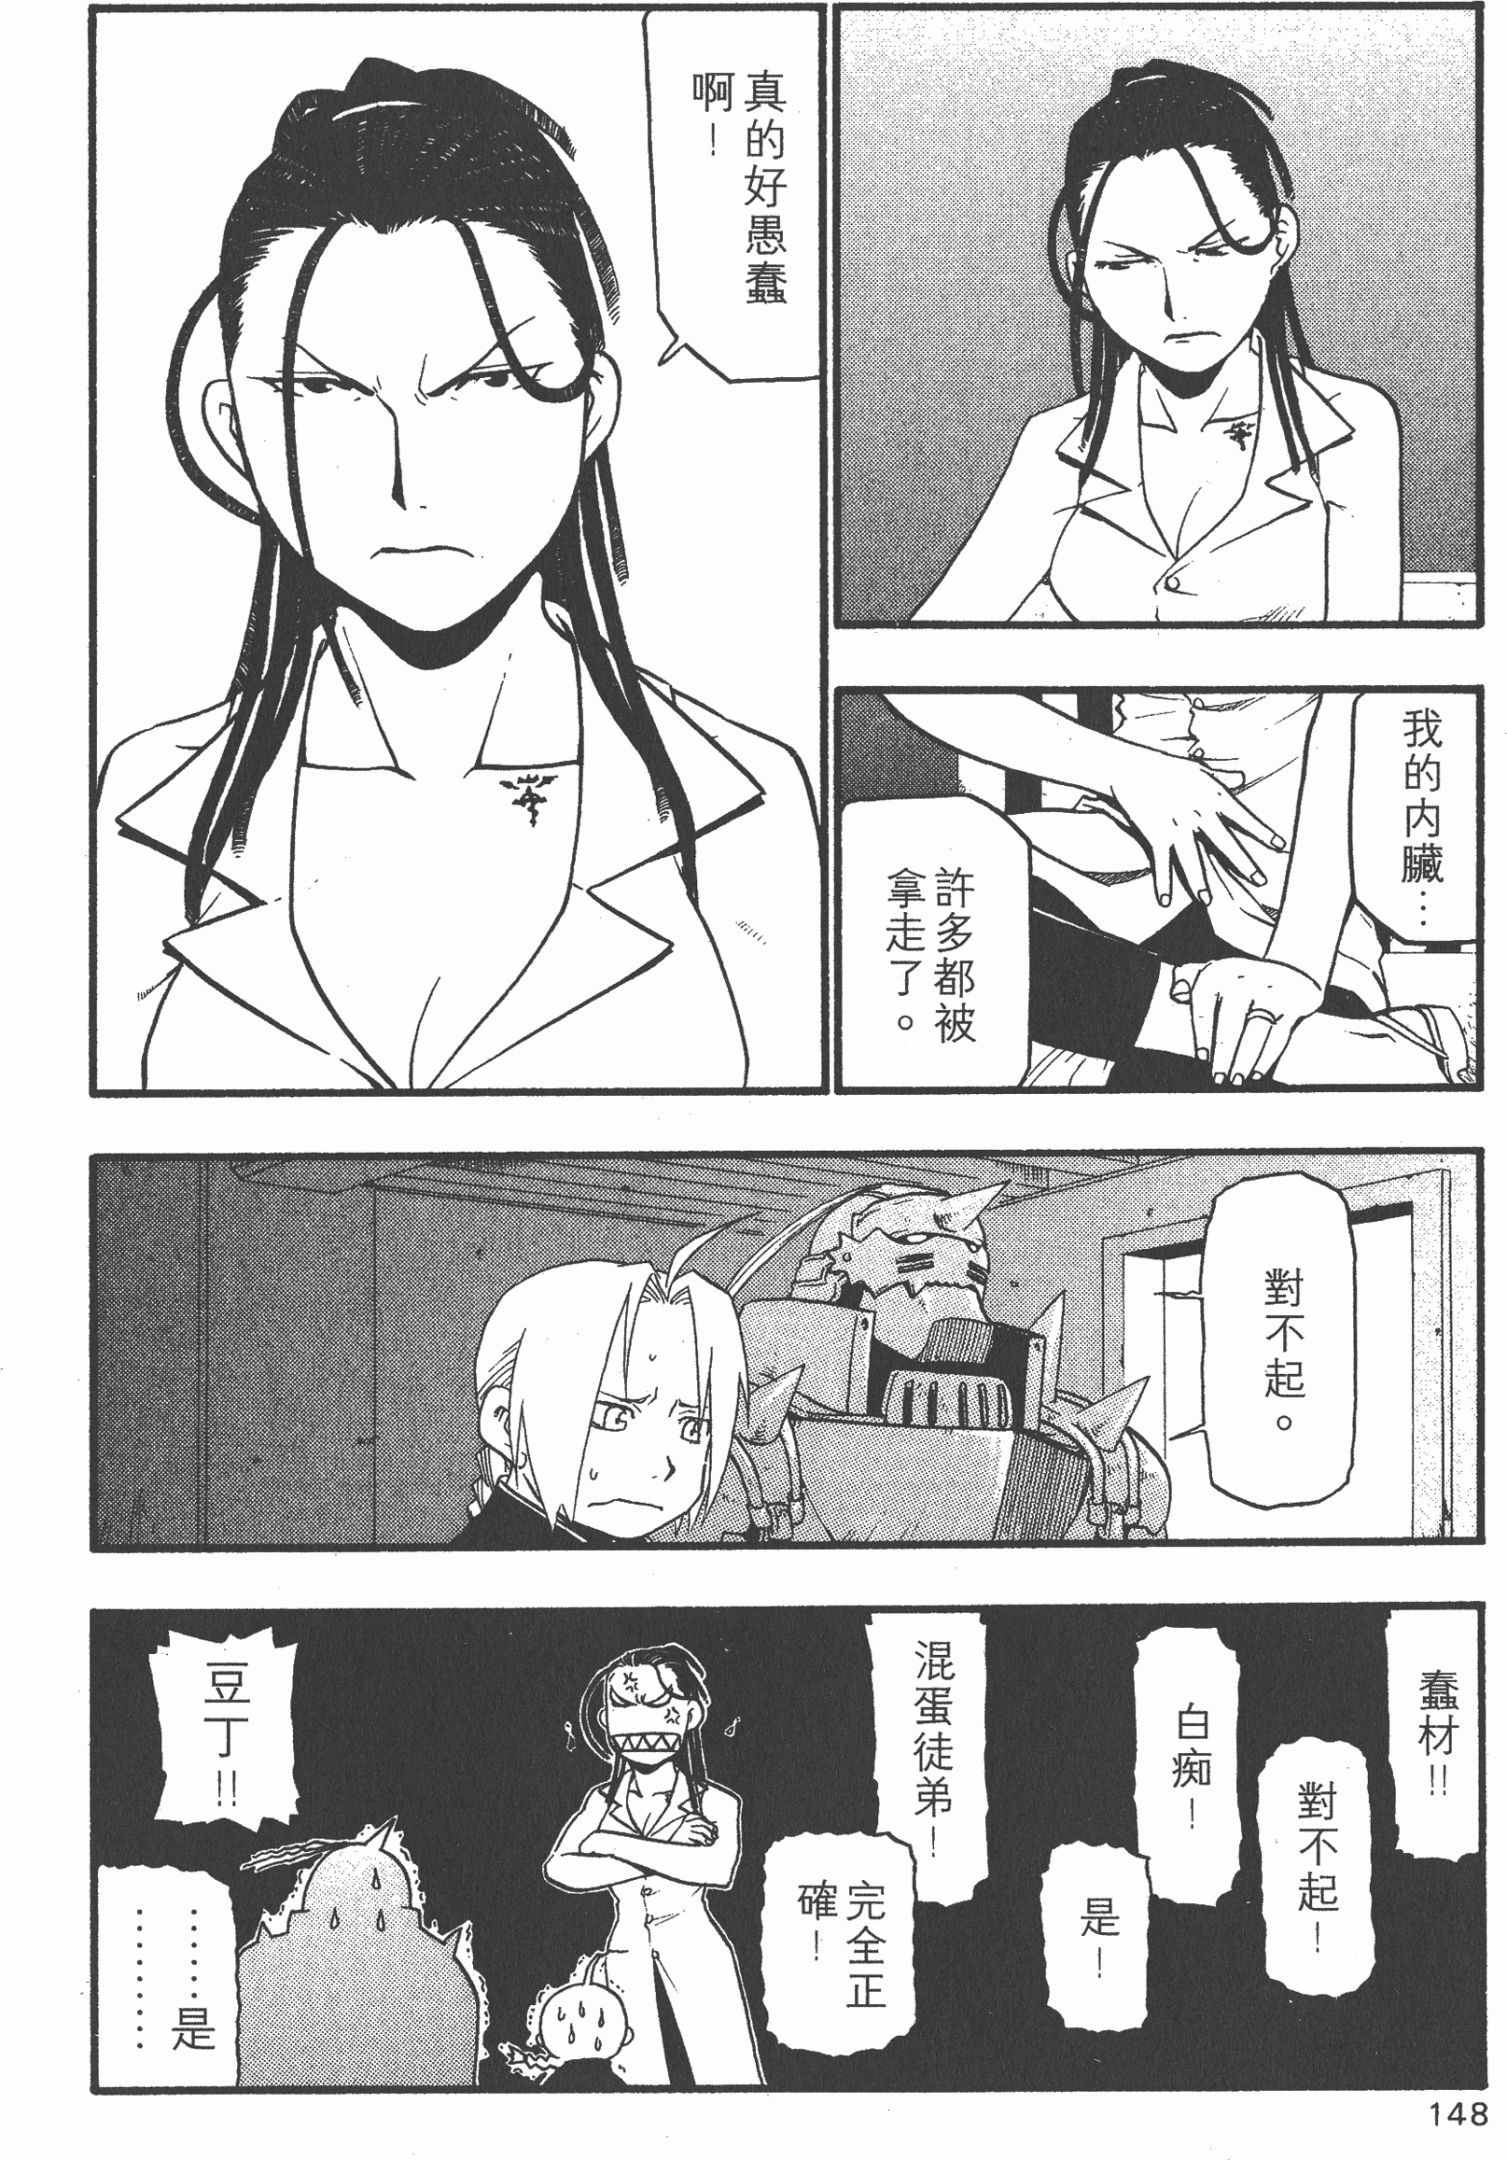 我的內臟⋯
許多都被
拿走了。
真的好愚蠢
啊！
對不起。
蠢材!!
對不起！
白痴！
是！
混蛋徒弟！
完全正
確！
豆丁!!
⋯⋯是
⋯⋯⋯
148